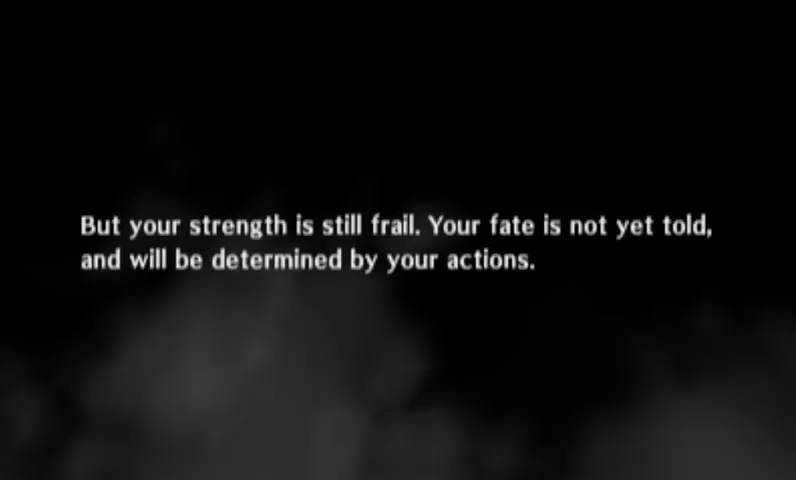 But your strength is still frail. Your fate is not yet told,
and will be determined by your actions.